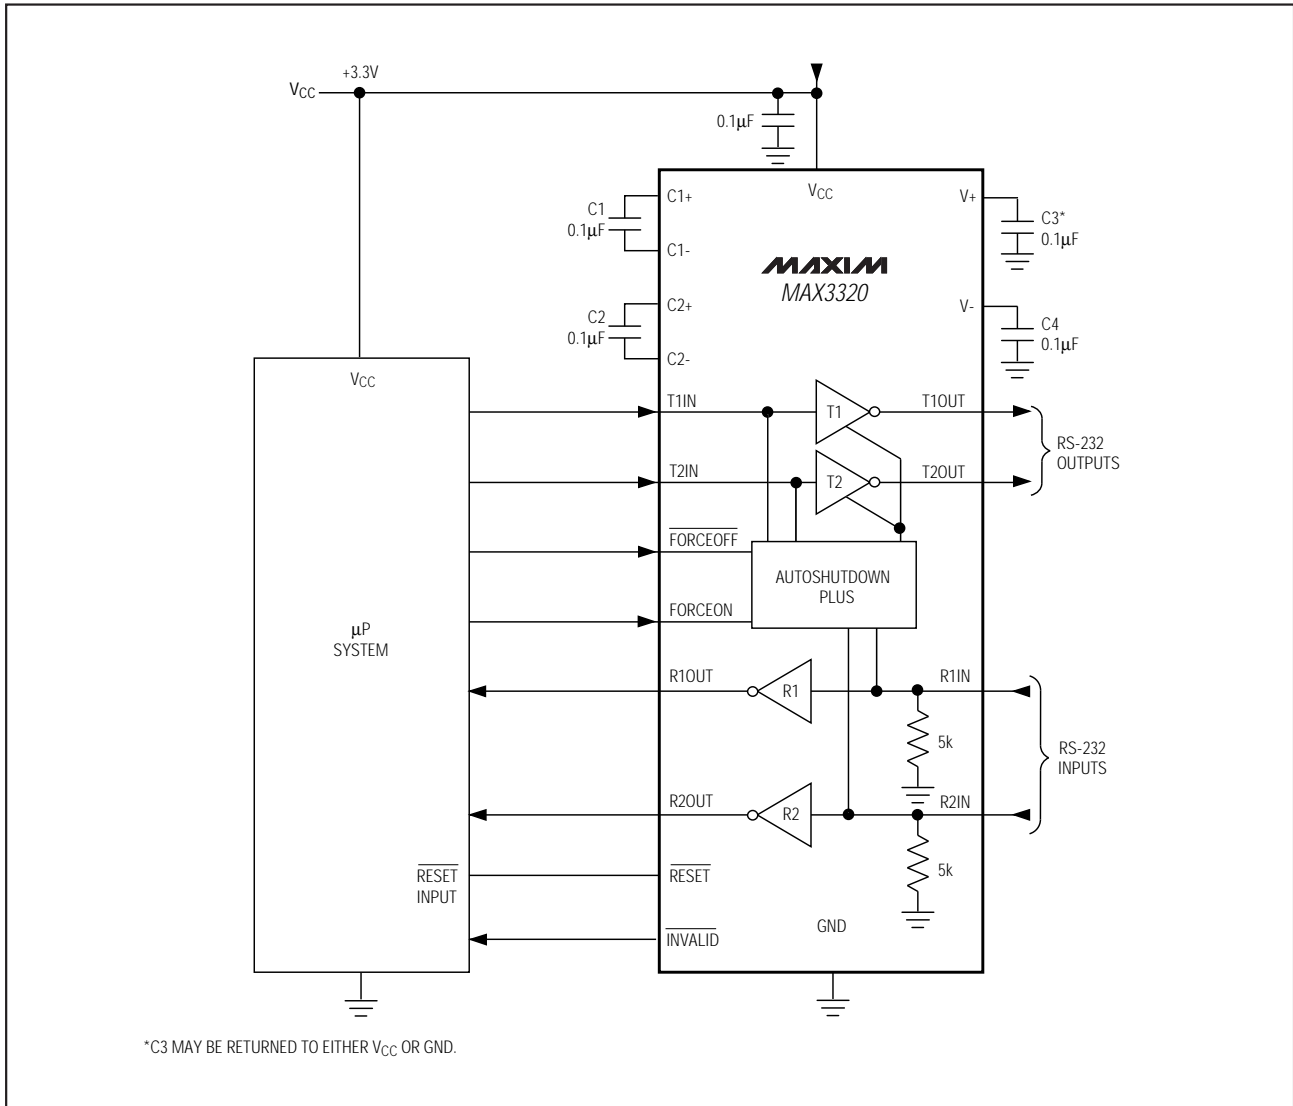 +3.3V
VCC
0.1µF
VCC
C1+
C1
0.1µF
C1-
V+
C3*
0.1µF
MAXIM
MAX3320
C2+
C2
0.1µF
C2-
V-
C4
0.1µF
VCC
T1IN
T1
T1OUT
T2IN
T2
T2OUT
RS-232
OUTPUTS
FORCEOFF
AUTOSHUTDOWN
PLUS
FORCEON
µP
SYSTEM
R1OUT
R1
R1IN
5k
RS-232
INPUTS
R2OUT
R2
R2IN
5k
RESET
INPUT
RESET
INVALID
GND
*C3 MAY BE RETURNED TO EITHER VCC OR GND.